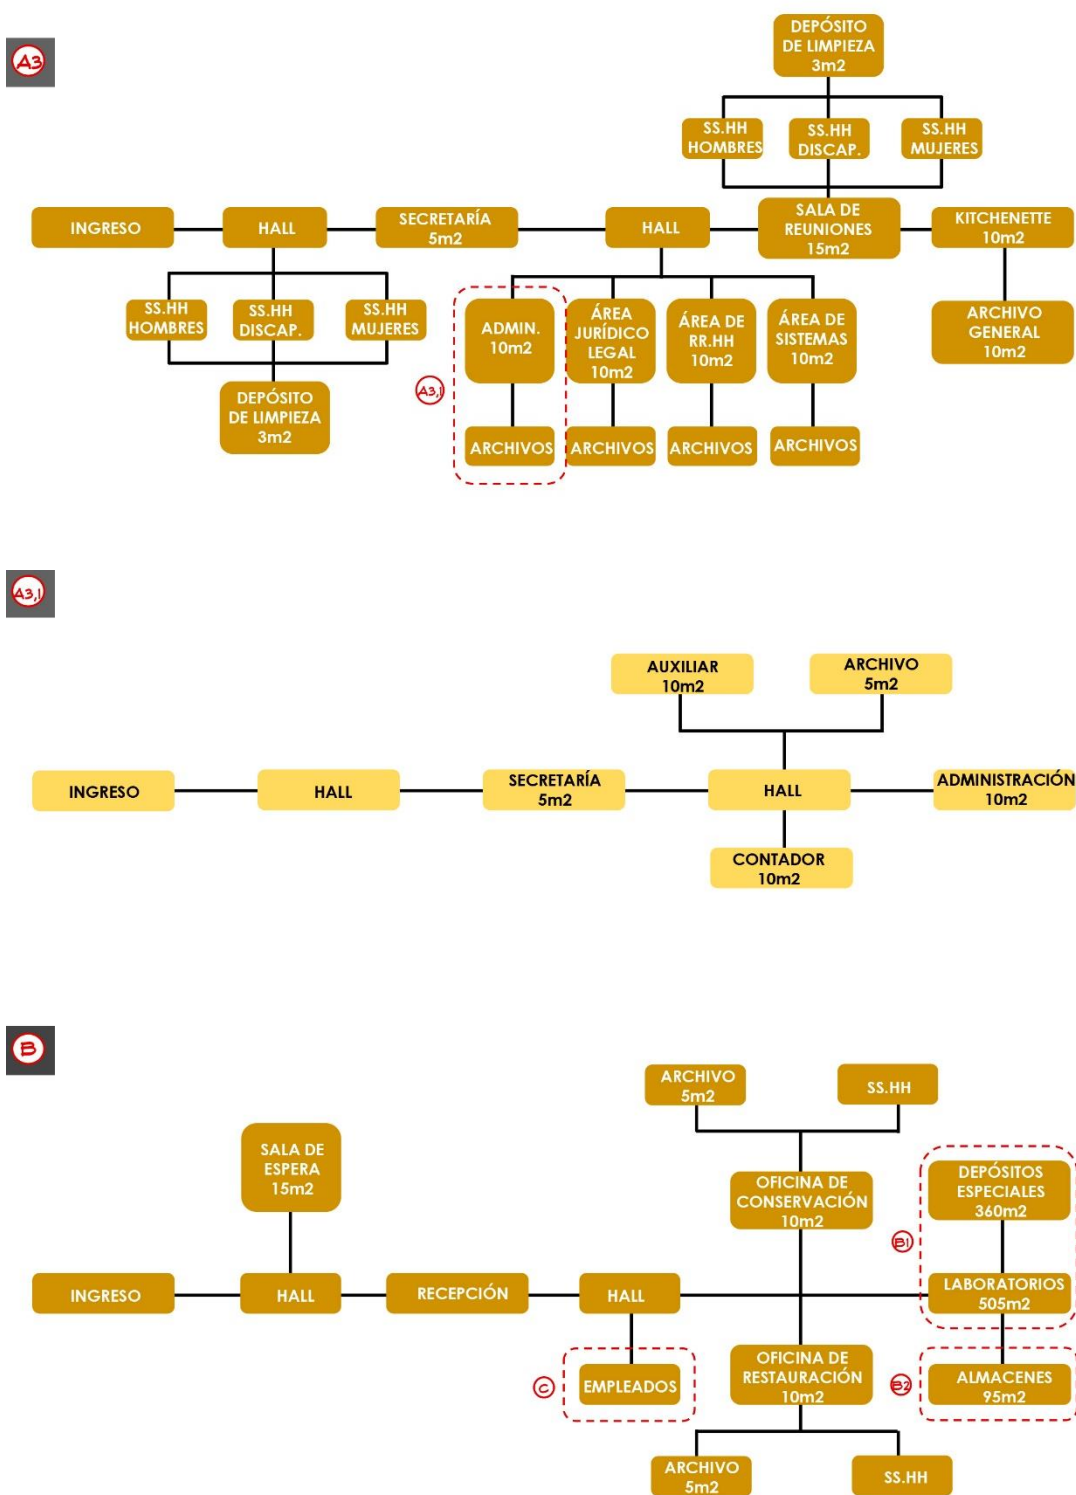 A3
DEPÓSITO
DE LIMPIEZA
3m2
SS.HH
HOMBRES
SS.HH
DISCAP.
SS.HH
MUJERES
INGRESO
HALL
SECRETARÍA
5m2
HALL
SALA DE
REUNIONES
15m2
KITCHENETTE
10m2
SS.HH
HOMBRES
SS.HH
DISCAP.
SS.HH
MUJERES
DEPÓSITO
DE LIMPIEZA
3m2
A3,1
ADMIN.
10m2
ÁREA
JURÍDICO
LEGAL
10m2
ÁREA DE
RR.HH
10m2
ÁREA DE
SISTEMAS
10m2
ARCHIVO
GENERAL
10m2
ARCHIVOS
ARCHIVOS
ARCHIVOS
ARCHIVOS
A3,1
AUXILIAR
10m2
ARCHIVO
5m2
INGRESO
HALL
SECRETARÍA
5m2
HALL
ADMINISTRACIÓN
10m2
CONTADOR
10m2
B
ARCHIVO
5m2
SS.HH
SALA DE
ESPERA
15m2
OFICINA DE
CONSERVACIÓN
10m2
DEPÓSITOS
ESPECIALES
360m2
B1
INGRESO
HALL
RECEPCIÓN
HALL
LABORATORIOS
505m2
C
EMPLEADOS
OFICINA DE
RESTAURACIÓN
10m2
B2
ALMACENES
95m2
ARCHIVO
5m2
SS.HH